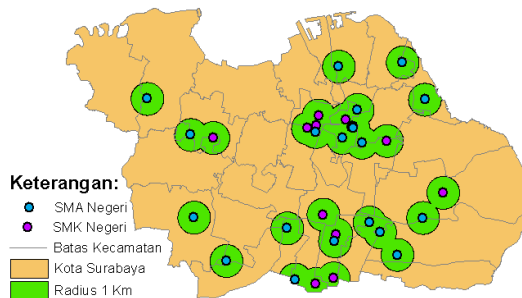 Keterangan:
SMA Negeri
SMK Negeri
Batas Kecamatan
Kota Surabaya
Radius 1 Km